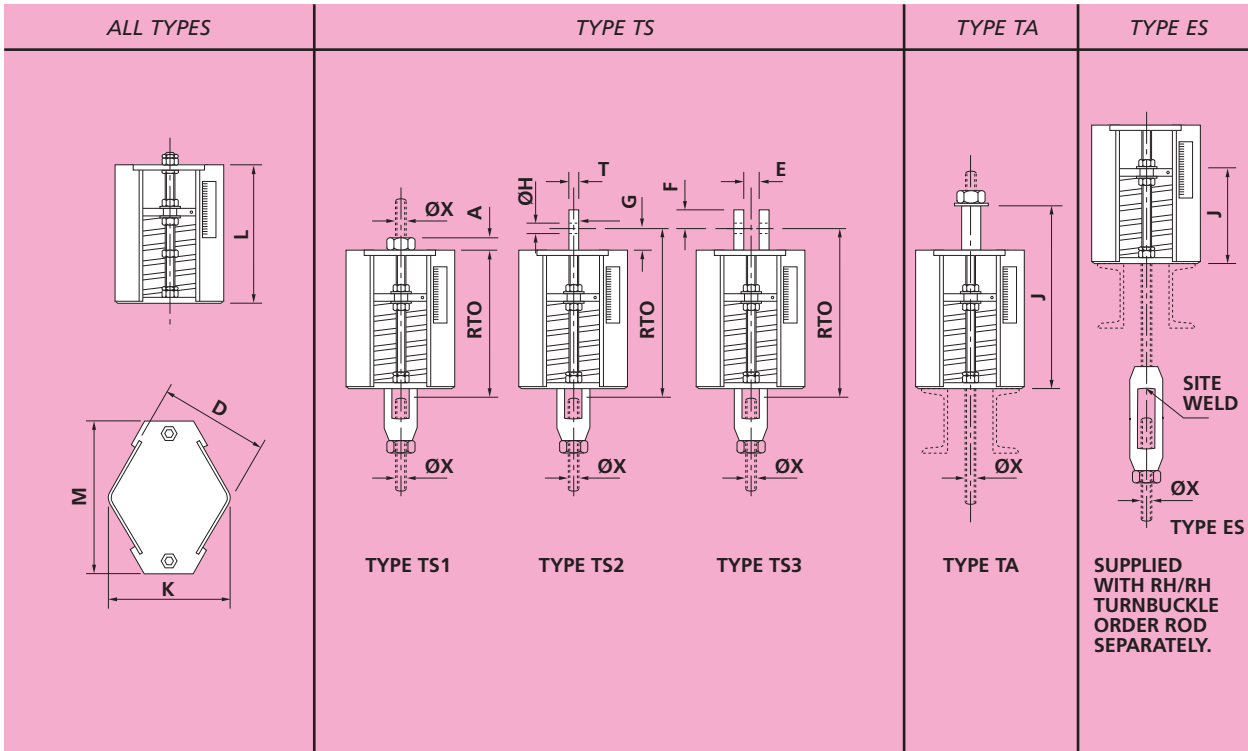 ALL TYPES
TYPE TS
TYPE TA
TYPE ES
L
D
M
K
ØX
A
RTO
ØX
TYPE TS1
ØH
T
G
RTO
ØX
TYPE TS2
F
E
RTO
ØX
TYPE TS3
J
ØX
TYPE TA
J
SITE
WELD
ØX
TYPE ES
SUPPLIED
WITH RH/RH
TURNBUCKLE
ORDER ROD
SEPARATELY.